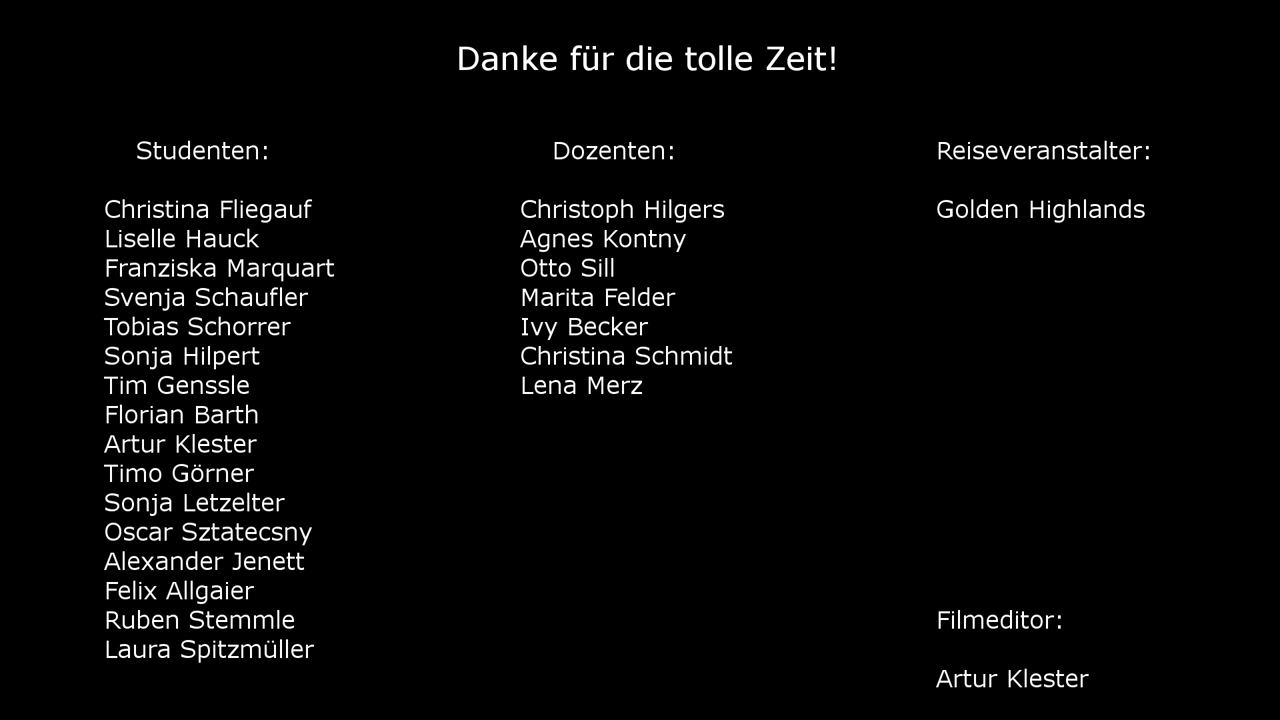 Danke für die tolle Zeit!
Studenten:
Christina Fliegauf
Liselle Hauck
Franziska Marquart
Svenja Schaufler
Tobias Schorrer
Sonja Hilpert
Tim Genssle
Florian Barth
Artur Klester
Timo Görner
Sonja Letzelter
Oscar Sztatecsny
Alexander Jenett
Felix Allgaier
Ruben Stemmle
Laura Spitzmüller
Dozenten:
Christoph Hilgers
Agnes Kontny
Otto Sill
Marita Felder
Ivy Becker
Christina Schmidt
Lena Merz
Reiseveranstalter:
Golden Highlands
Filmeditor:
Artur Klester